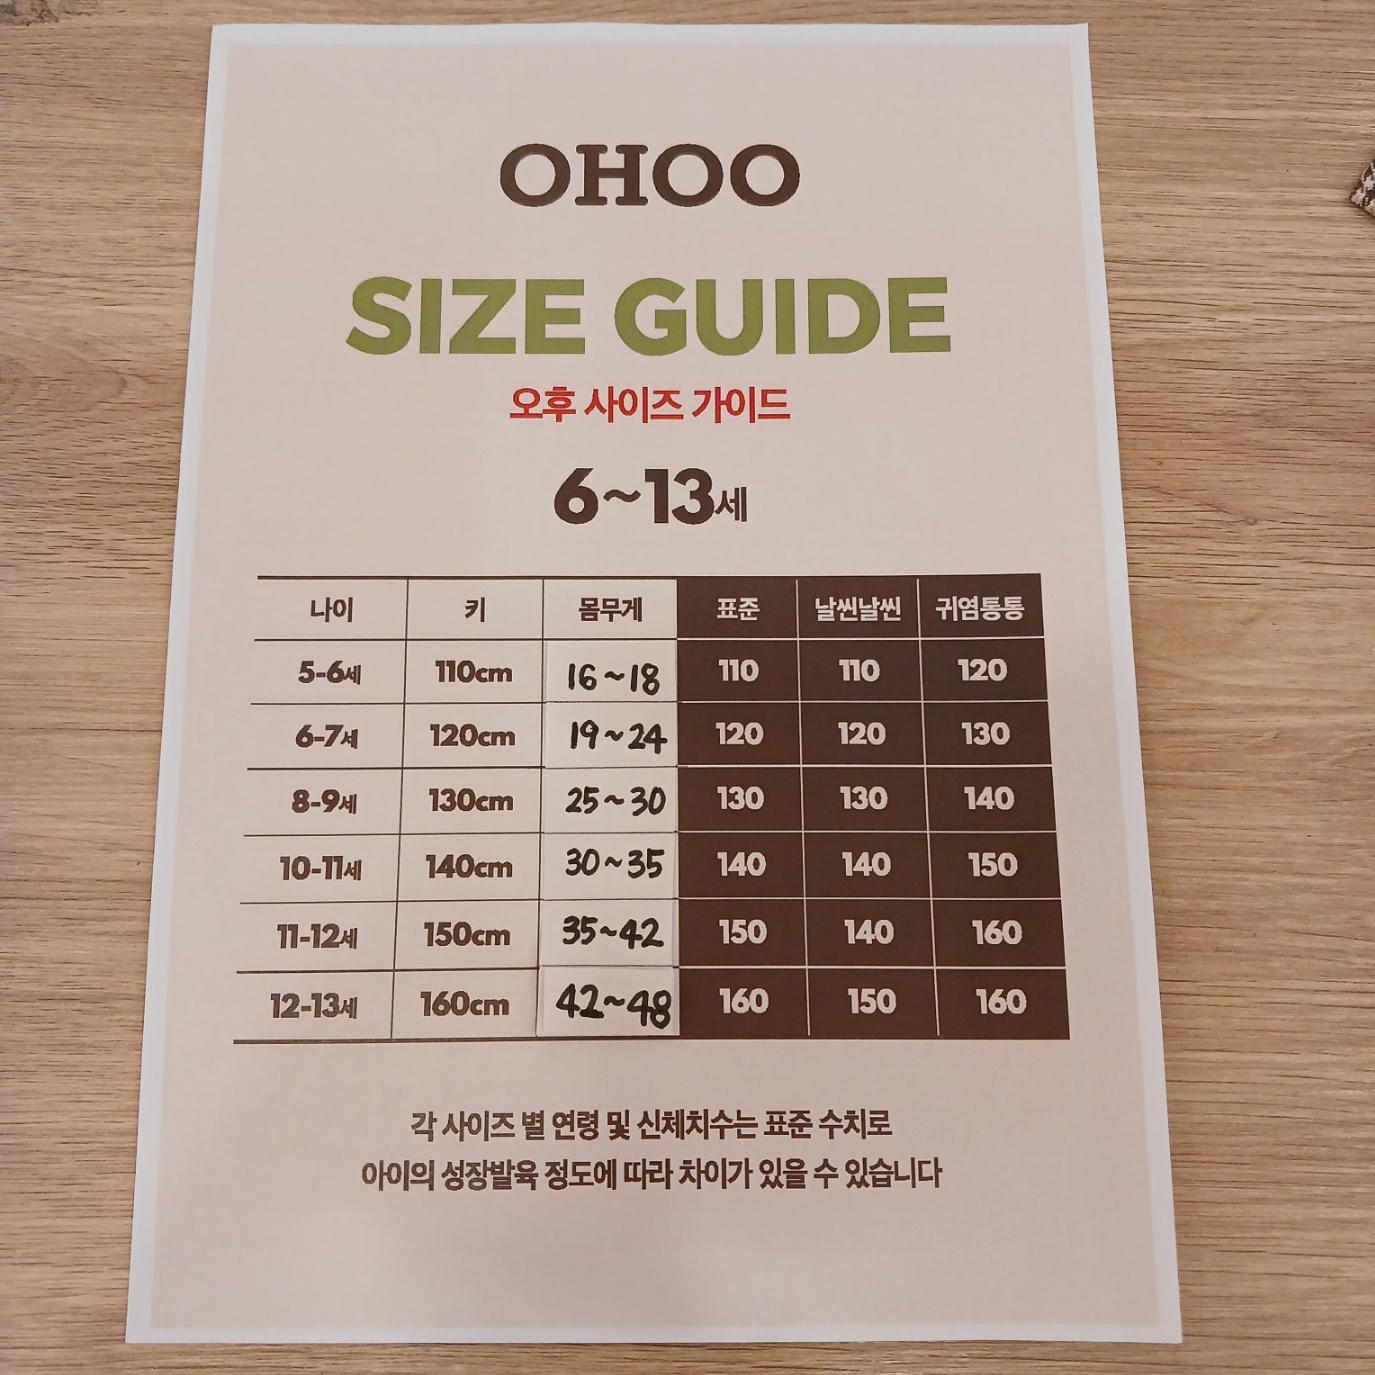 OHOO
SIZE GUIDE
오후 사이즈 가이드
6~13세
나이 키 몸무게 표준 날씬날씬 귀염통통
5-6세 110cm 16~18 110 110 120
6-7세 120cm 19~24 120 120 130
8-9세 130cm 25~30 130 130 140
10-11세 140cm 30~35 140 140 150
11-12세 150cm 35~42 150 140 160
12-13세 160cm 42~48 160 150 160
각 사이즈 별 연령 및 신체치수는 표준 수치로
아이의 성장발육 정도에 따라 차이가 있을 수 있습니다